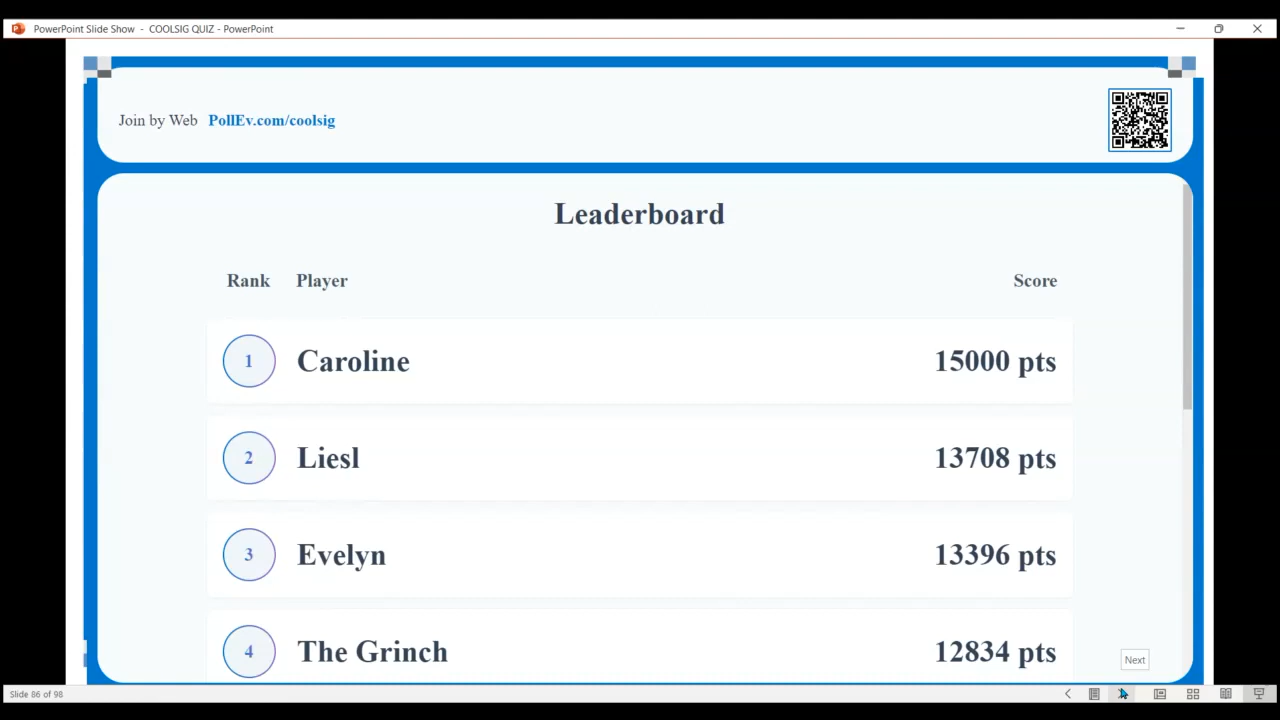 PowerPoint Slide Show - COOLSIG QUIZ - PowerPoint
Join by Web PollEv.com/coolsig
Leaderboard
Rank Player Score
1 Caroline 15000 pts
2 Liesl 13708 pts
3 Evelyn 13396 pts
4 The Grinch 12834 pts
Next
Slide 86 of 98